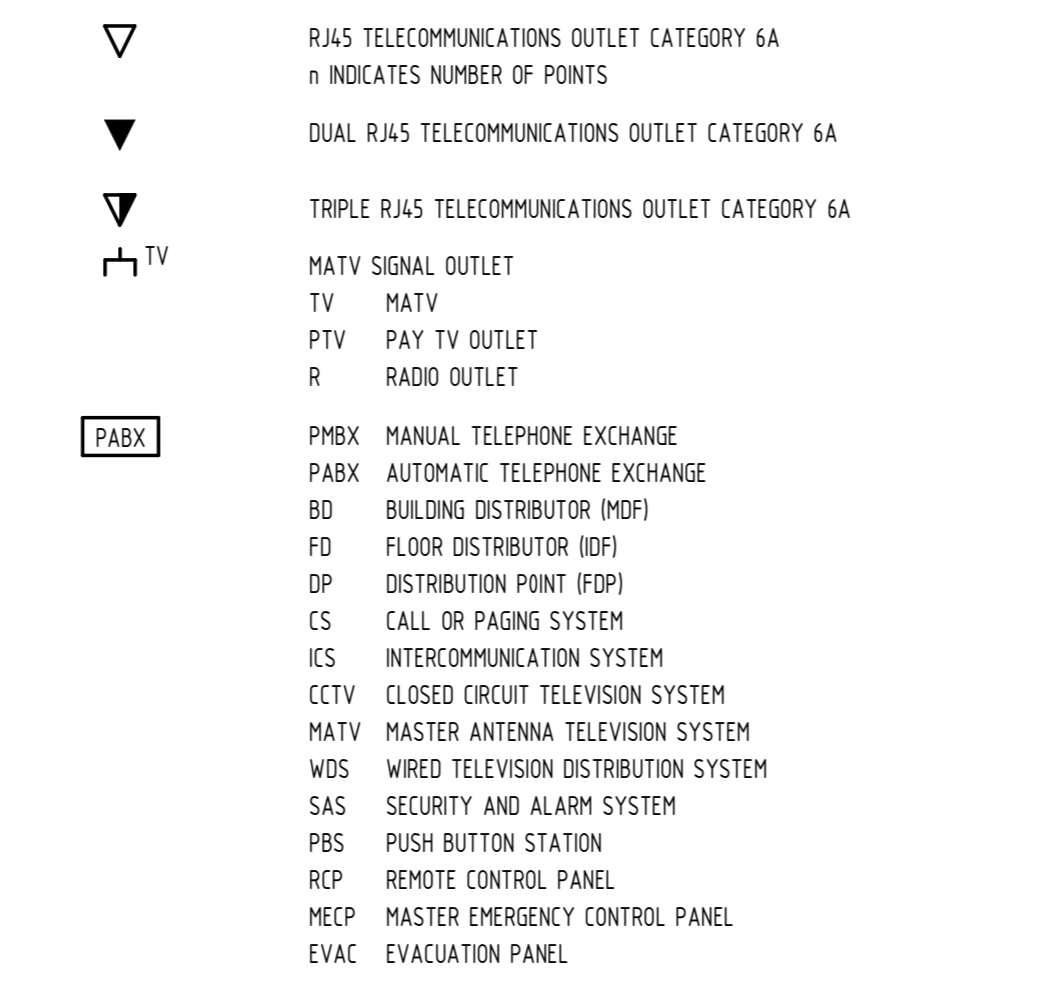 RJ45 TELECOMMUNICATIONS OUTLET CATEGORY 6A
n INDICATES NUMBER OF POINTS
DUAL RJ45 TELECOMMUNICATIONS OUTLET CATEGORY 6A
TRIPLE RJ45 TELECOMMUNICATIONS OUTLET CATEGORY 6A
TV
MATV SIGNAL OUTLET
TV MATV
PTV PAY TV OUTLET
R RADIO OUTLET
PABX
PMBX MANUAL TELEPHONE EXCHANGE
PABX AUTOMATIC TELEPHONE EXCHANGE
BD BUILDING DISTRIBUTOR (MDF)
FD FLOOR DISTRIBUTOR (IDF)
DP DISTRIBUTION POINT (FDP)
CS CALL OR PAGING SYSTEM
ICS INTERCOMMUNICATION SYSTEM
CCTV CLOSED CIRCUIT TELEVISION SYSTEM
MATV MASTER ANTENNA TELEVISION SYSTEM
WDS WIRED TELEVISION DISTRIBUTION SYSTEM
SAS SECURITY AND ALARM SYSTEM
PBS PUSH BUTTON STATION
RCP REMOTE CONTROL PANEL
MECP MASTER EMERGENCY CONTROL PANEL
EVAC EVACUATION PANEL